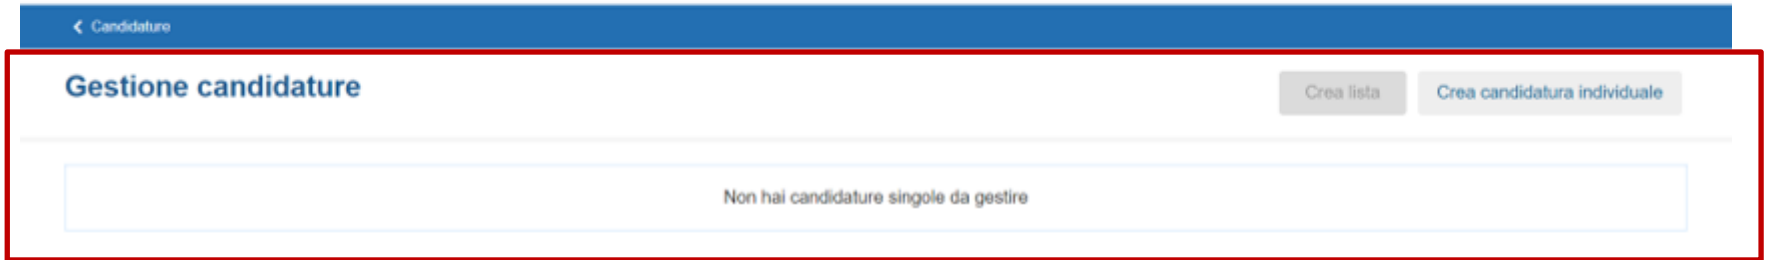 Candidature
Gestione candidature
Crea lista
Crea candidatura individuale
Non hai candidature singole da gestire